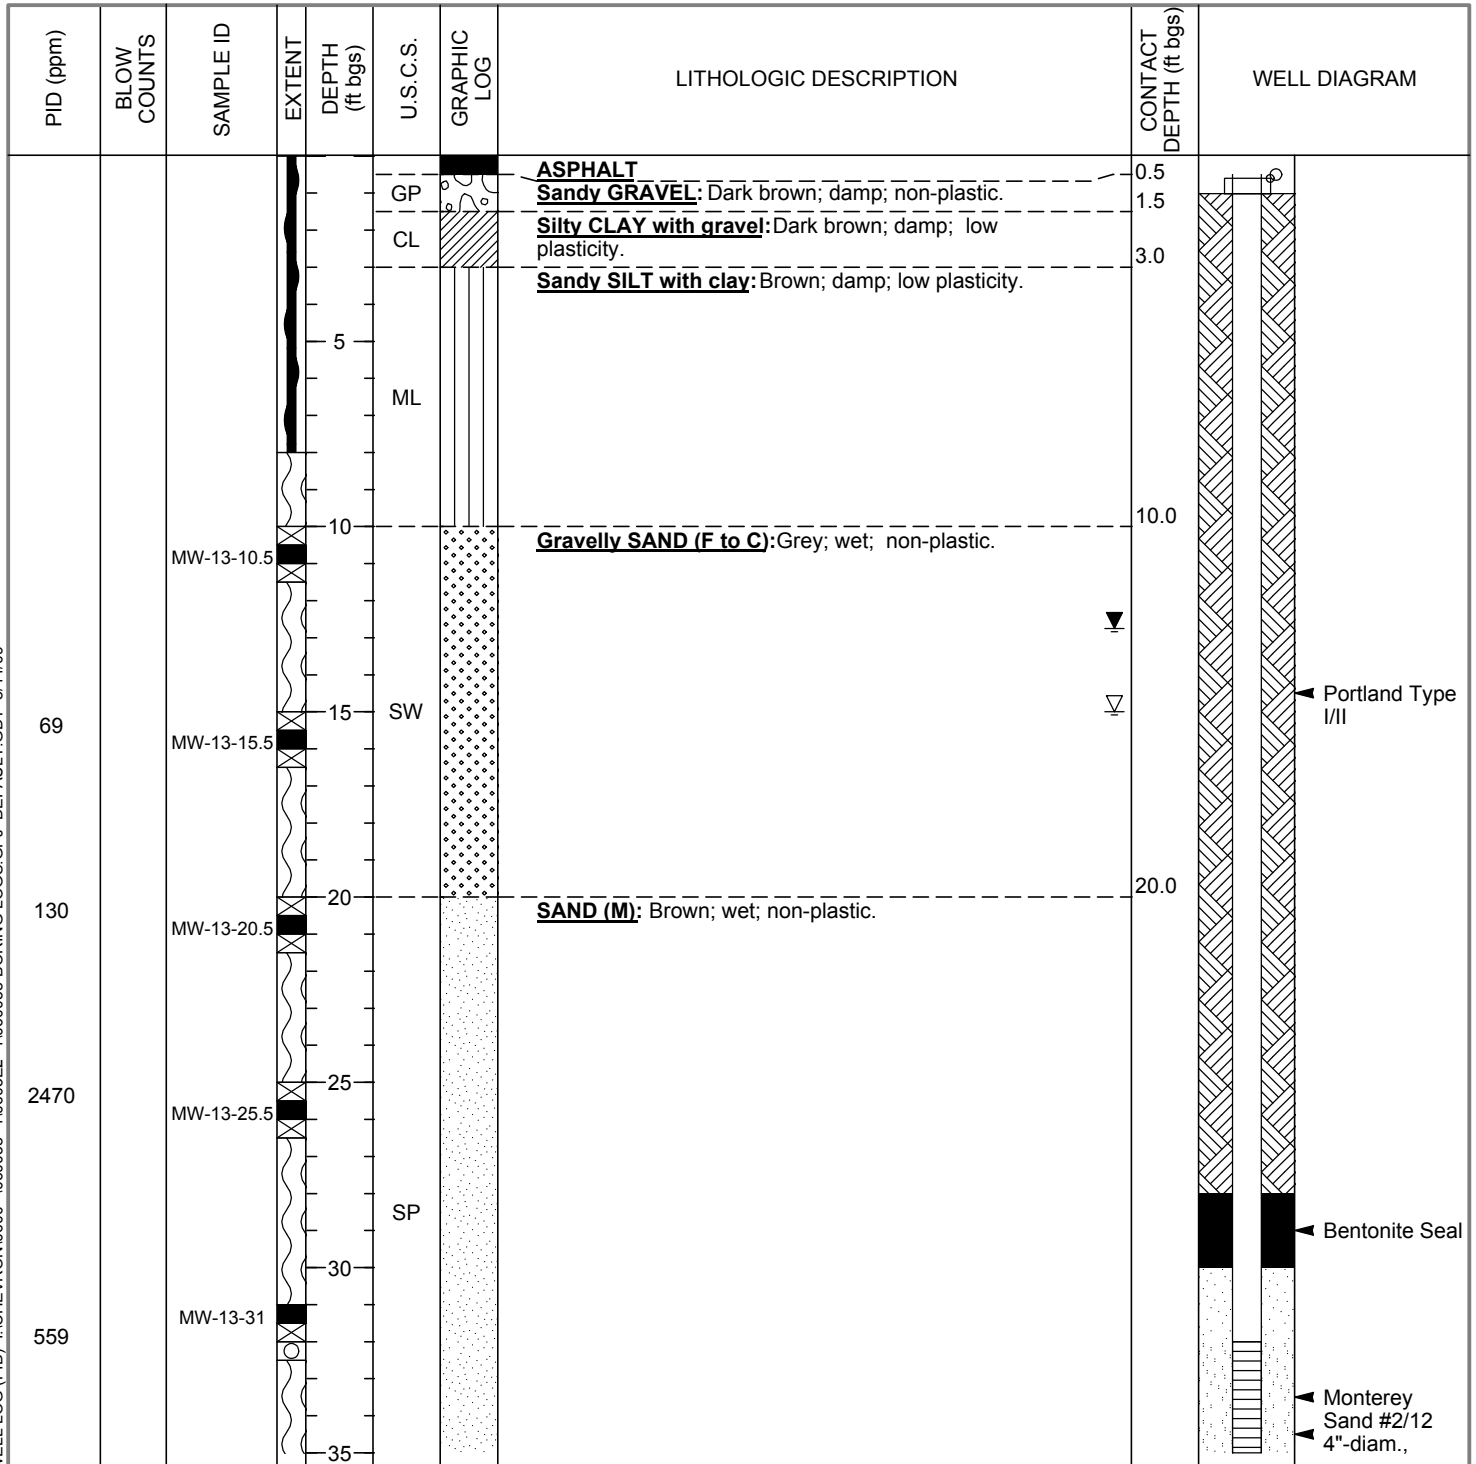 PID (ppm)
BLOW
COUNTS
SAMPLE ID
EXTENT
DEPTH
(ft bgs)
U.S.C.S.
GRAPHIC
LOG
LITHOLOGIC DESCRIPTION
CONTACT
DEPTH (ft bgs)
WELL DIAGRAM
ASPHALT
0.5
GP
Sandy GRAVEL: Dark brown; damp; non-plastic.
1.5
CL
Silty CLAY with gravel: Dark brown; damp; low
plasticity.
3.0
Sandy SILT with clay: Brown; damp; low plasticity.
5
ML
10
10.0
Gravelly SAND (F to C): Grey; wet; non-plastic.
MW-13-10.5
Portland Type
I/II
15
SW
69
MW-13-15.5
20
20.0
130
SAND (M): Brown; wet; non-plastic.
MW-13-20.5
25
2470
MW-13-25.5
SP
Bentonite Seal
30
MW-13-31
559
Monterey
Sand #2/12
4"-diam.,
35